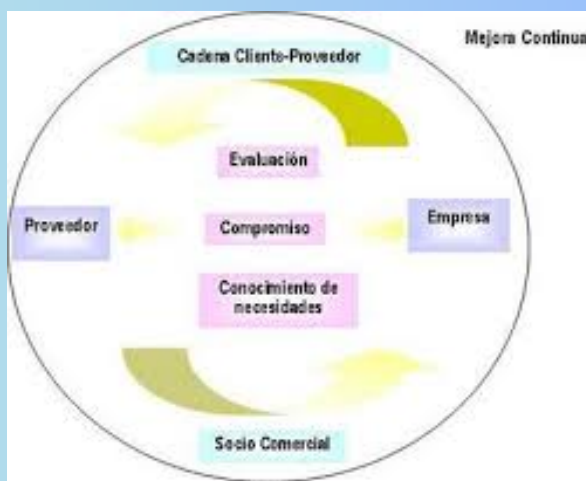 Mejora Continua
Cadena Cliente-Proveedor
Evaluación
Proveedor
Compromiso
Empresa
Conocimiento de
necesidades
Socio Comercial